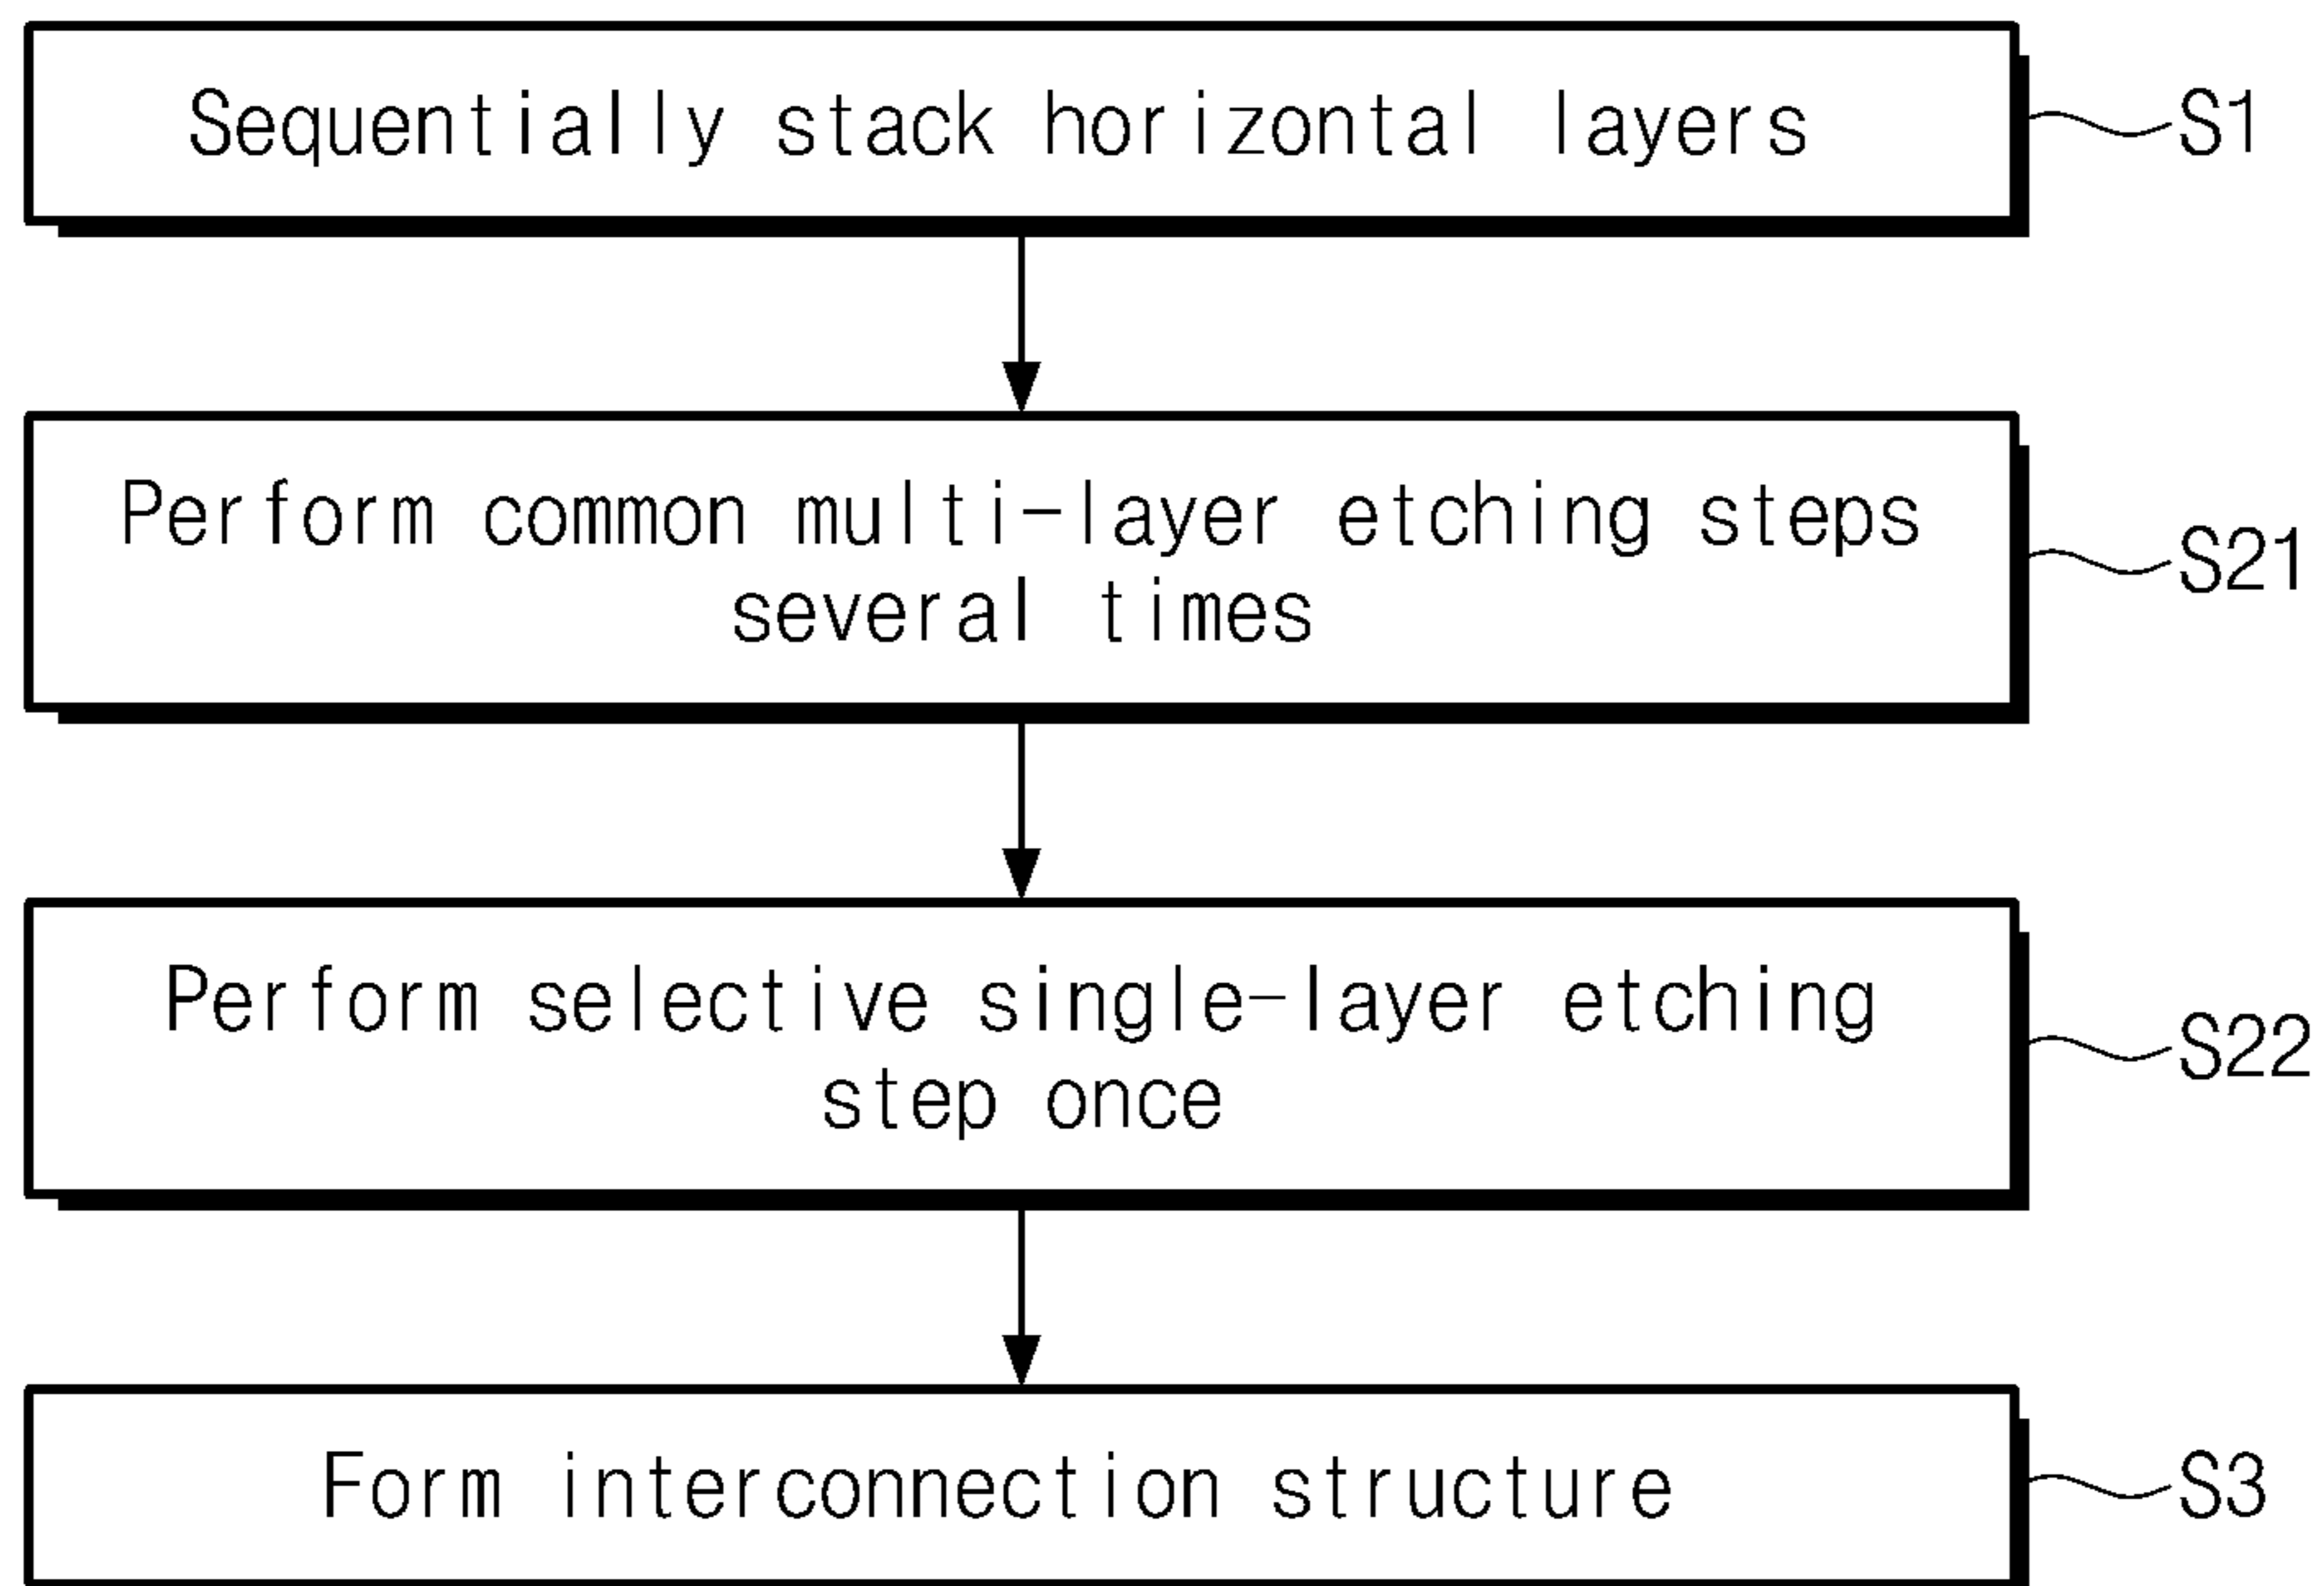 Sequentially stack horizontal layers
S1
Perform common multi-layer etching steps
several times
S21
Perform selective single-layer etching
step once
S22
Form interconnection structure
S3